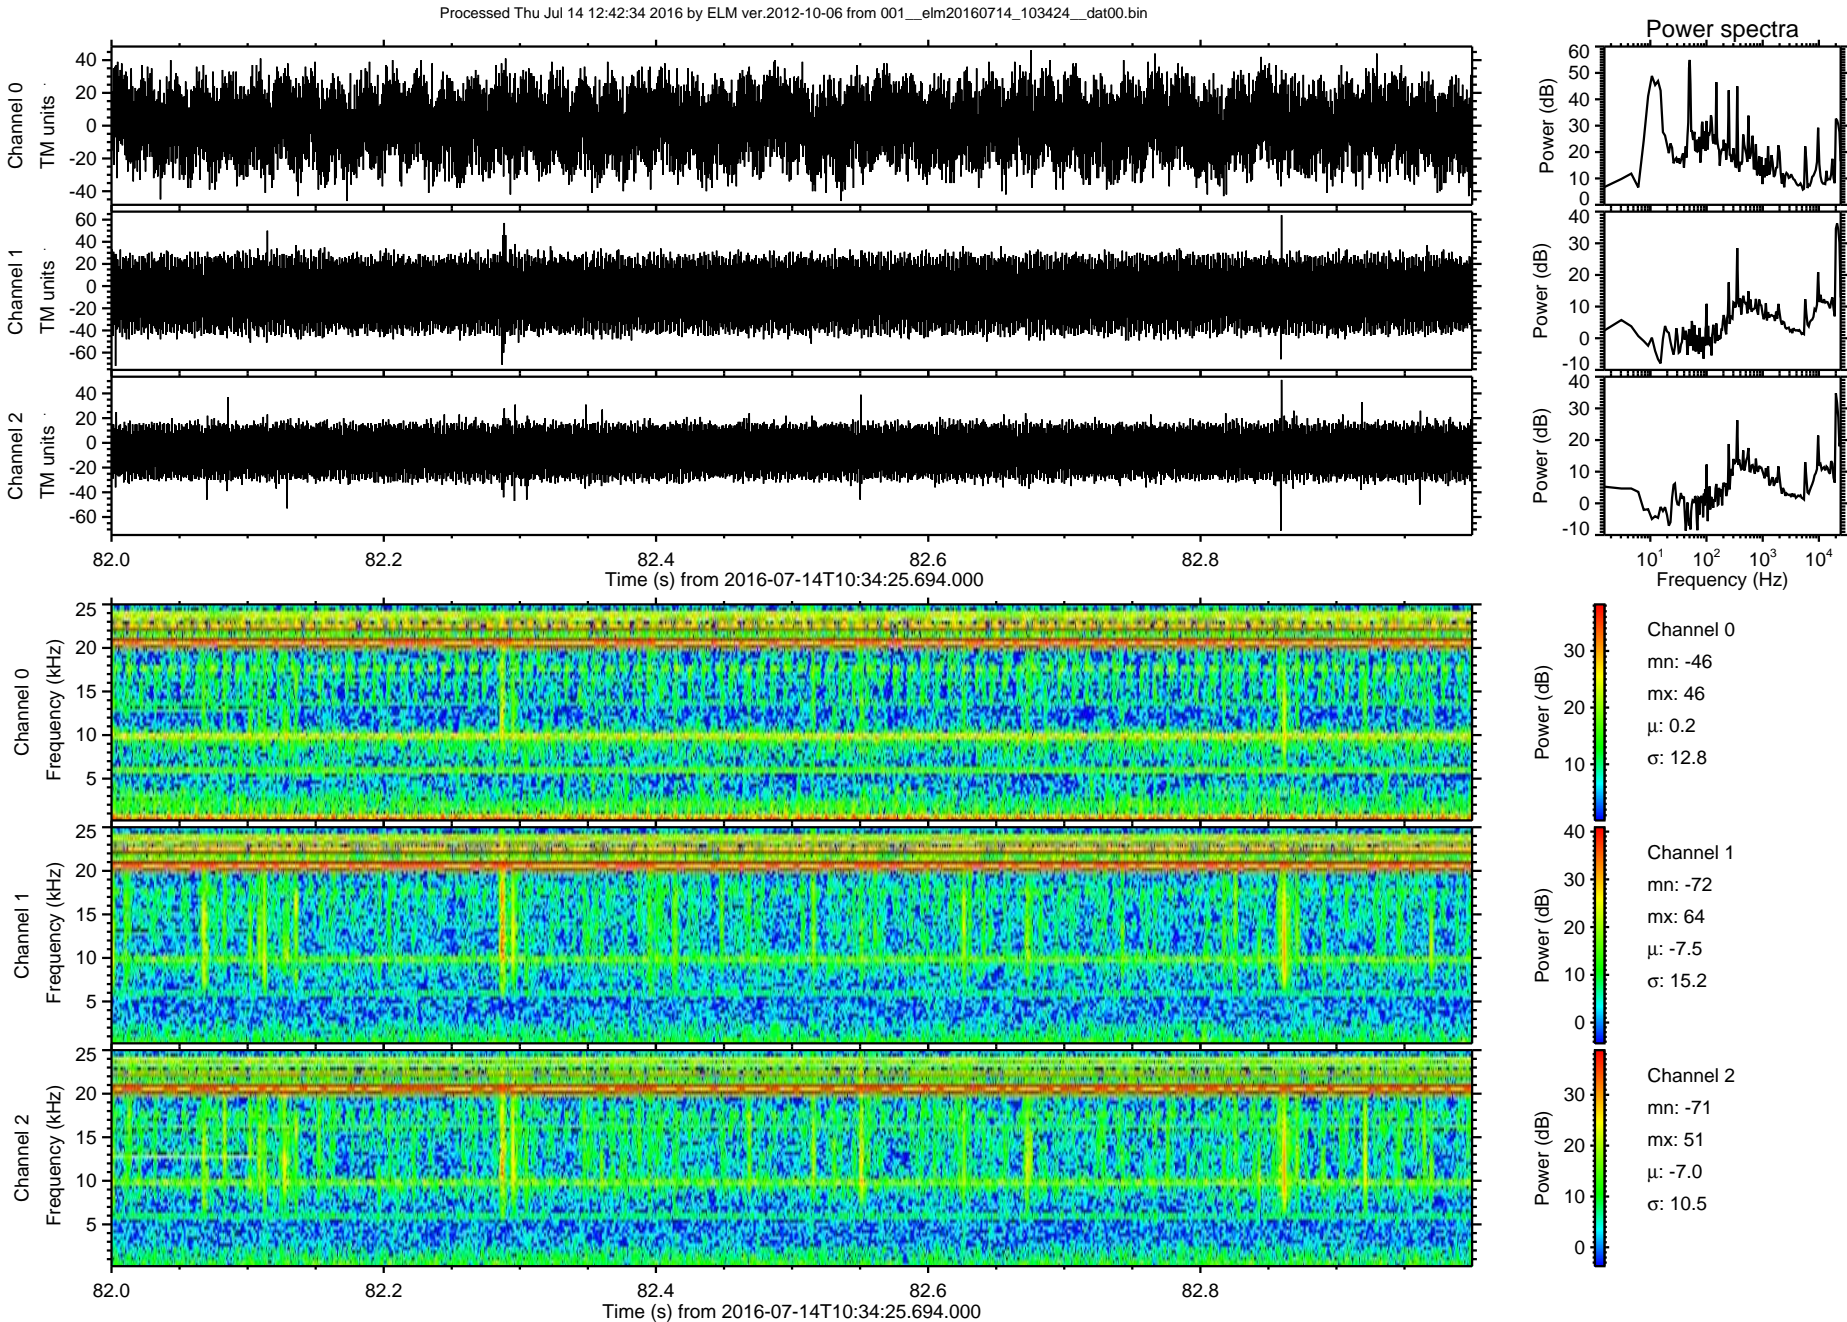 Processed Thu Jul 14 12:42:34 2016 by ELM ver.2012-10-06 from 001__elm20160714_103424__dat00.bin
Power spectra
Channel 0
TM units
40
20
0
-20
-40
Power (dB)
60
50
40
30
20
10
0
Channel 1
TM units
60
40
20
0
-20
-40
-60
Power (dB)
40
30
20
10
0
-10
Channel 2
TM units
40
20
0
-20
-40
-60
Power (dB)
40
30
20
10
0
-10
82.0 82.2 82.4 82.6 82.8
Time (s) from 2016-07-14T10:34:25.694.000
10¹ 10² 10³ 10⁴
Frequency (Hz)
Channel 0
Frequency (kHz)
25
20
15
10
5
Power (dB)
30
20
10
Channel 0
mn: -46
mx: 46
μ: 0.2
σ: 12.8
Channel 1
Frequency (kHz)
25
20
15
10
5
Power (dB)
40
30
20
10
0
Channel 1
mn: -72
mx: 64
μ: -7.5
σ: 15.2
Channel 2
Frequency (kHz)
25
20
15
10
5
Power (dB)
30
20
10
0
Channel 2
mn: -71
mx: 51
μ: -7.0
σ: 10.5
82.0 82.2 82.4 82.6 82.8
Time (s) from 2016-07-14T10:34:25.694.000